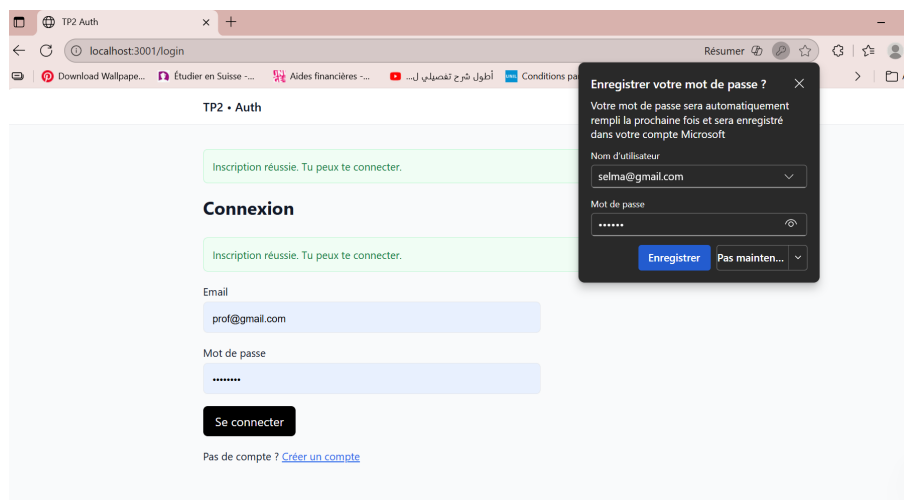 TP2 Auth
localhost:3001/login
Résumer
Download Wallpape...
Étudier en Suisse -...
Aides financières -...
أطول شرح تفصيلي ل...
Conditions pa
TP2 • Auth
Inscription réussie. Tu peux te connecter.
Connexion
Inscription réussie. Tu peux te connecter.
Email
prof@gmail.com
Mot de passe
••••••••
Se connecter
Pas de compte ? Créer un compte
Enregistrer votre mot de passe ?
Votre mot de passe sera automatiquement
rempli la prochaine fois et sera enregistré
dans votre compte Microsoft
Nom d'utilisateur
selma@gmail.com
Mot de passe
••••••
Enregistrer
Pas mainten...